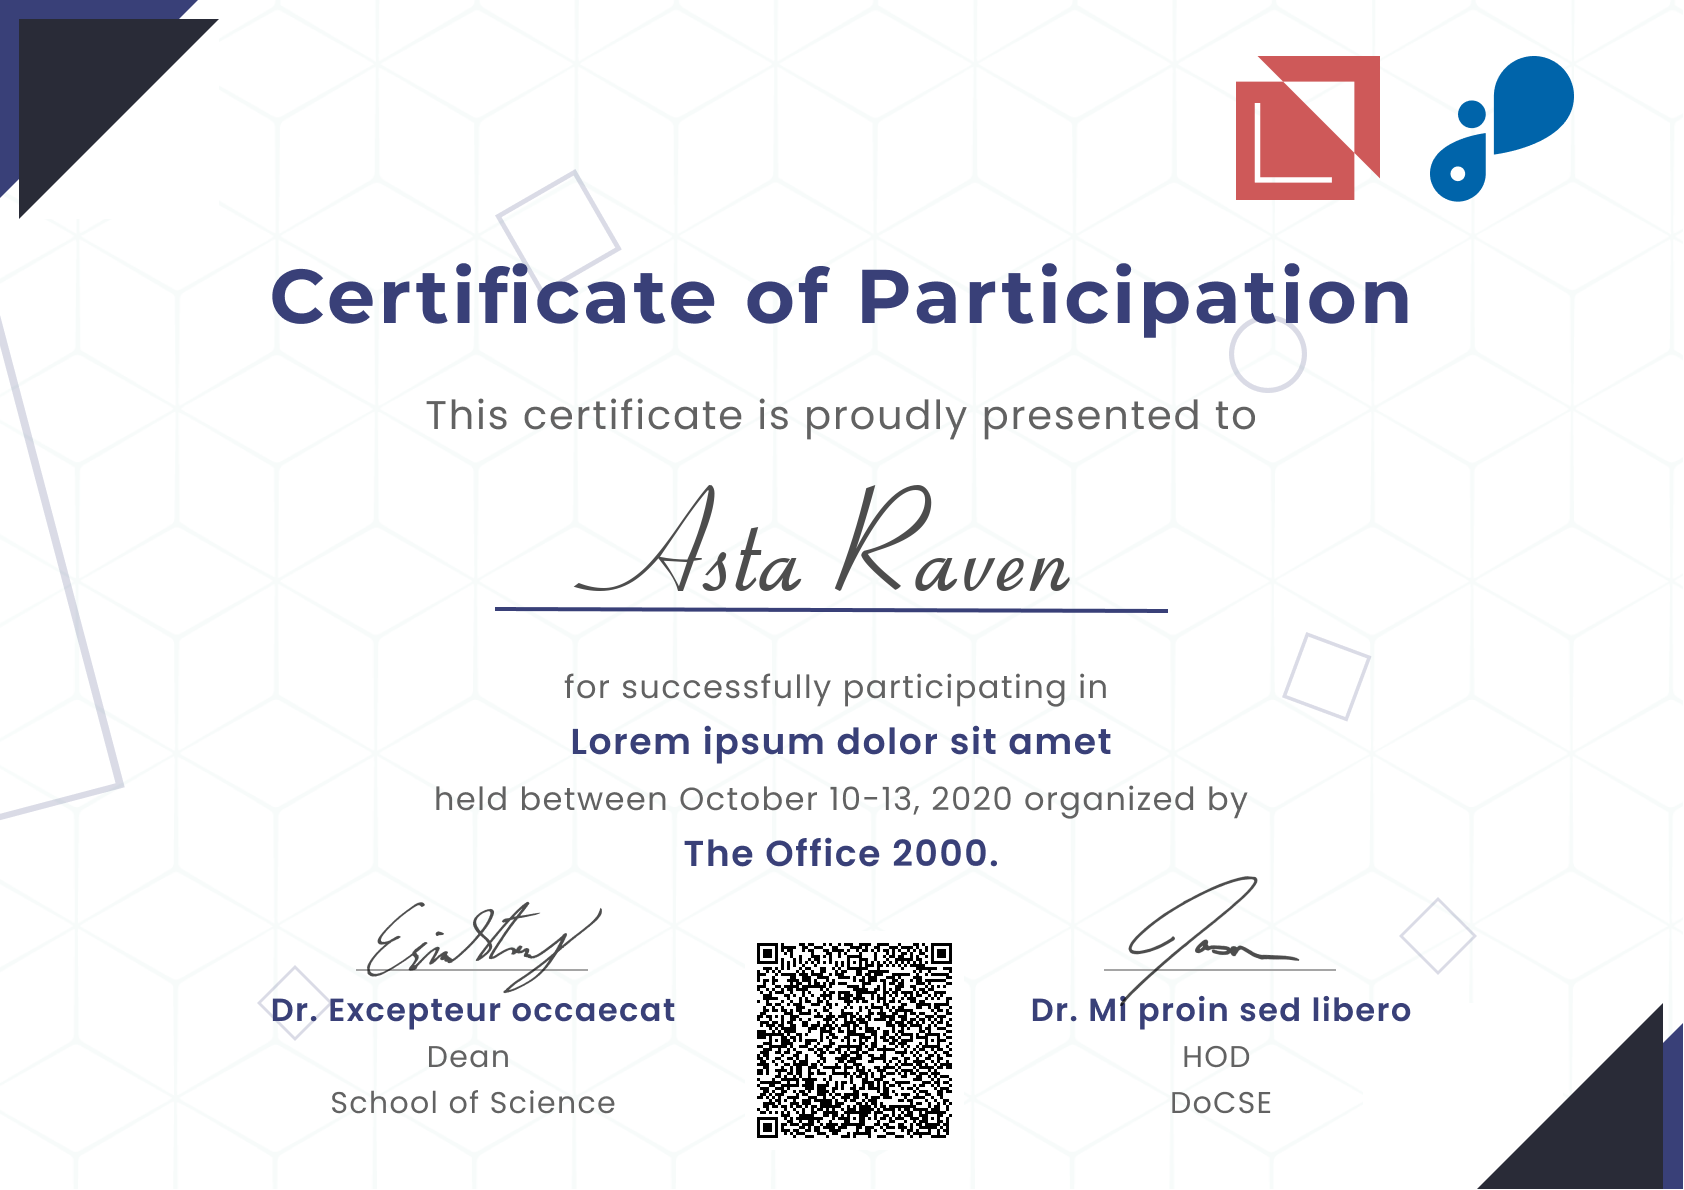 Certificate of Participation
This certificate is proudly presented to
Asta Raven
for successfully participating in
Lorem ipsum dolor sit amet
held between October 10-13, 2020 organized by
The Office 2000.
Dr. Excepteur occaecat
Dean
School of Science
Jason
Dr. Mi proin sed libero
HOD
DoCSE